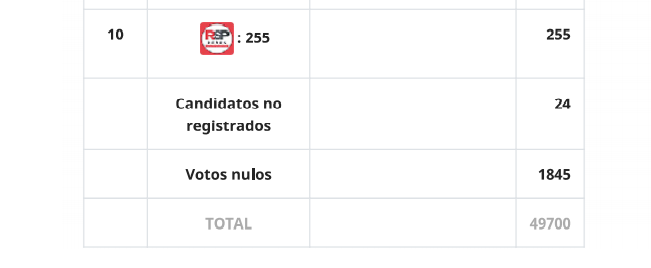 10 RSP : 255 255
Candidatos no 24
registrados
Votos nulos 1845
TOTAL 49700